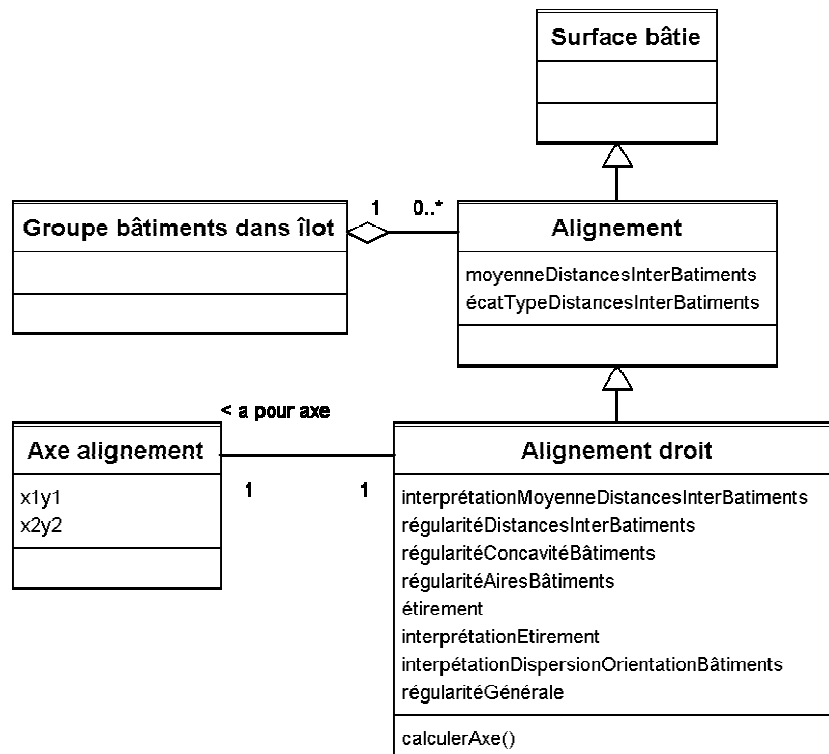 Surface bâtie
Groupe bâtiments dans îlot
1
0..*
Alignement
moyenneDistancesInterBatiments
écatTypeDistancesInterBatiments
< a pour axe
Axe alignement
x1y1
x2y2
1
1
Alignement droit
interprétationMoyenneDistancesInterBatiments
régularitéDistancesInterBatiments
régularitéConcavitéBâtiments
régularitéAiresBâtiments
étirement
interprétationEtirement
interpétationDispersionOrientationBâtiments
régularitéGénérale
calculerAxe()